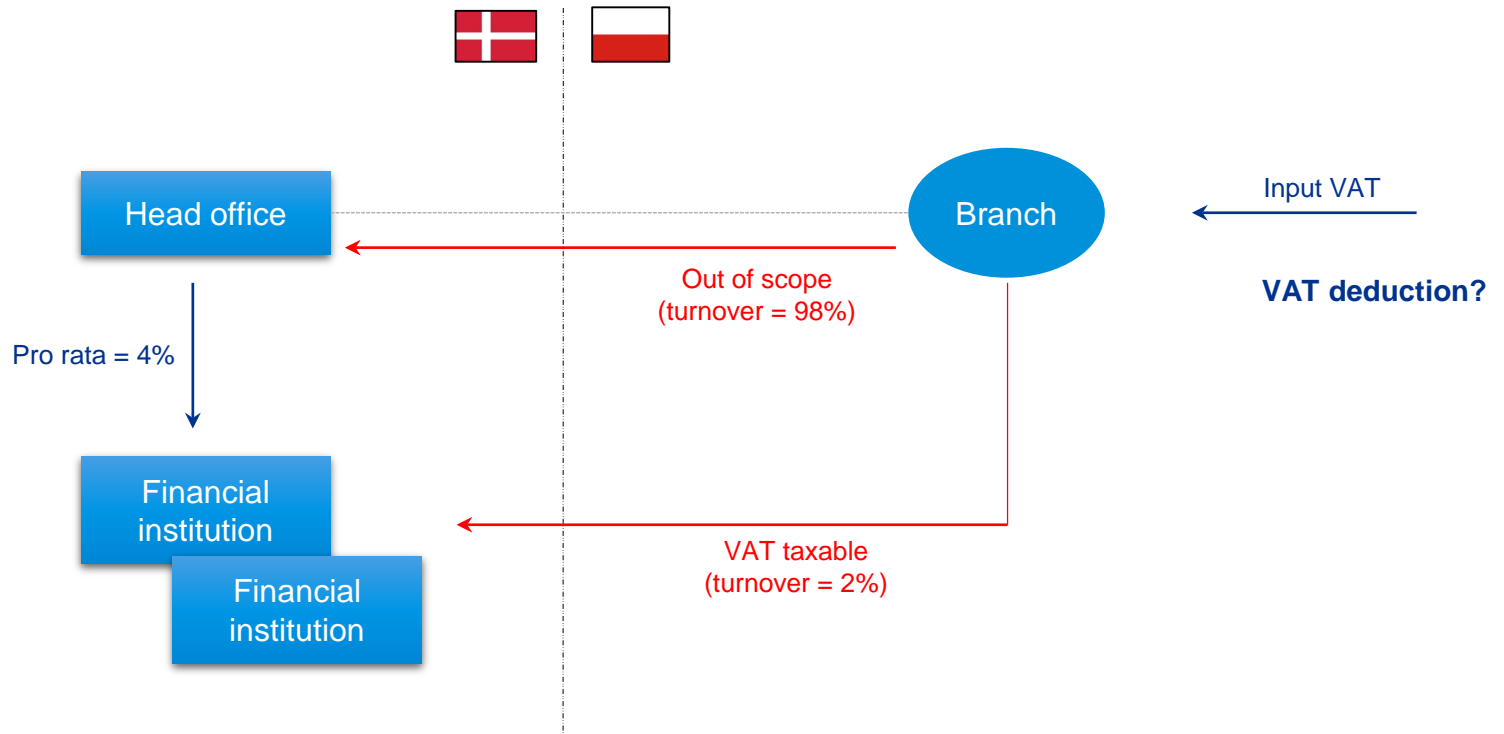 Head office
Branch
Input VAT
Out of scope
(turnover = 98%)
VAT deduction?
Pro rata = 4%
Financial
institution
VAT taxable
(turnover = 2%)
Financial
institution